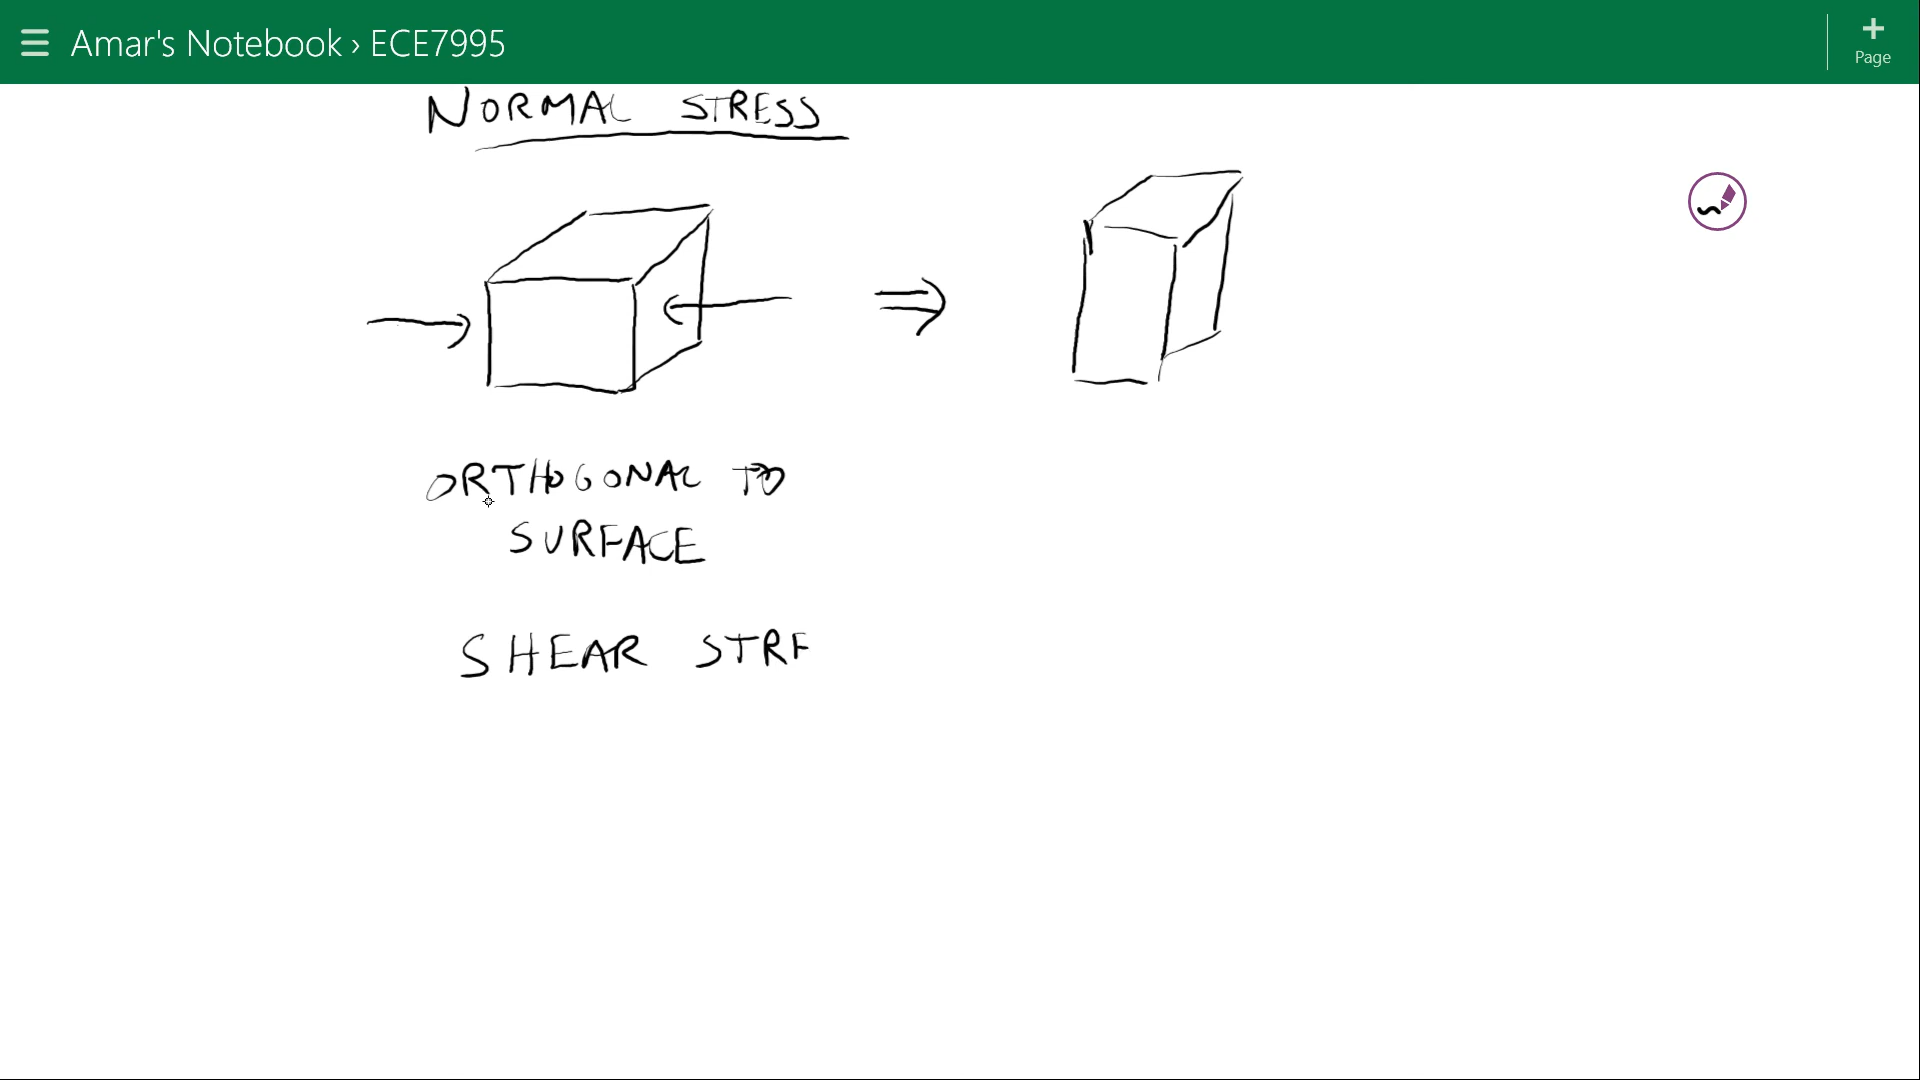 Amar's Notebook › ECE7995
Page
NORMAL STRESS
ORTHOGONAL TO
SURFACE
SHEAR STRE